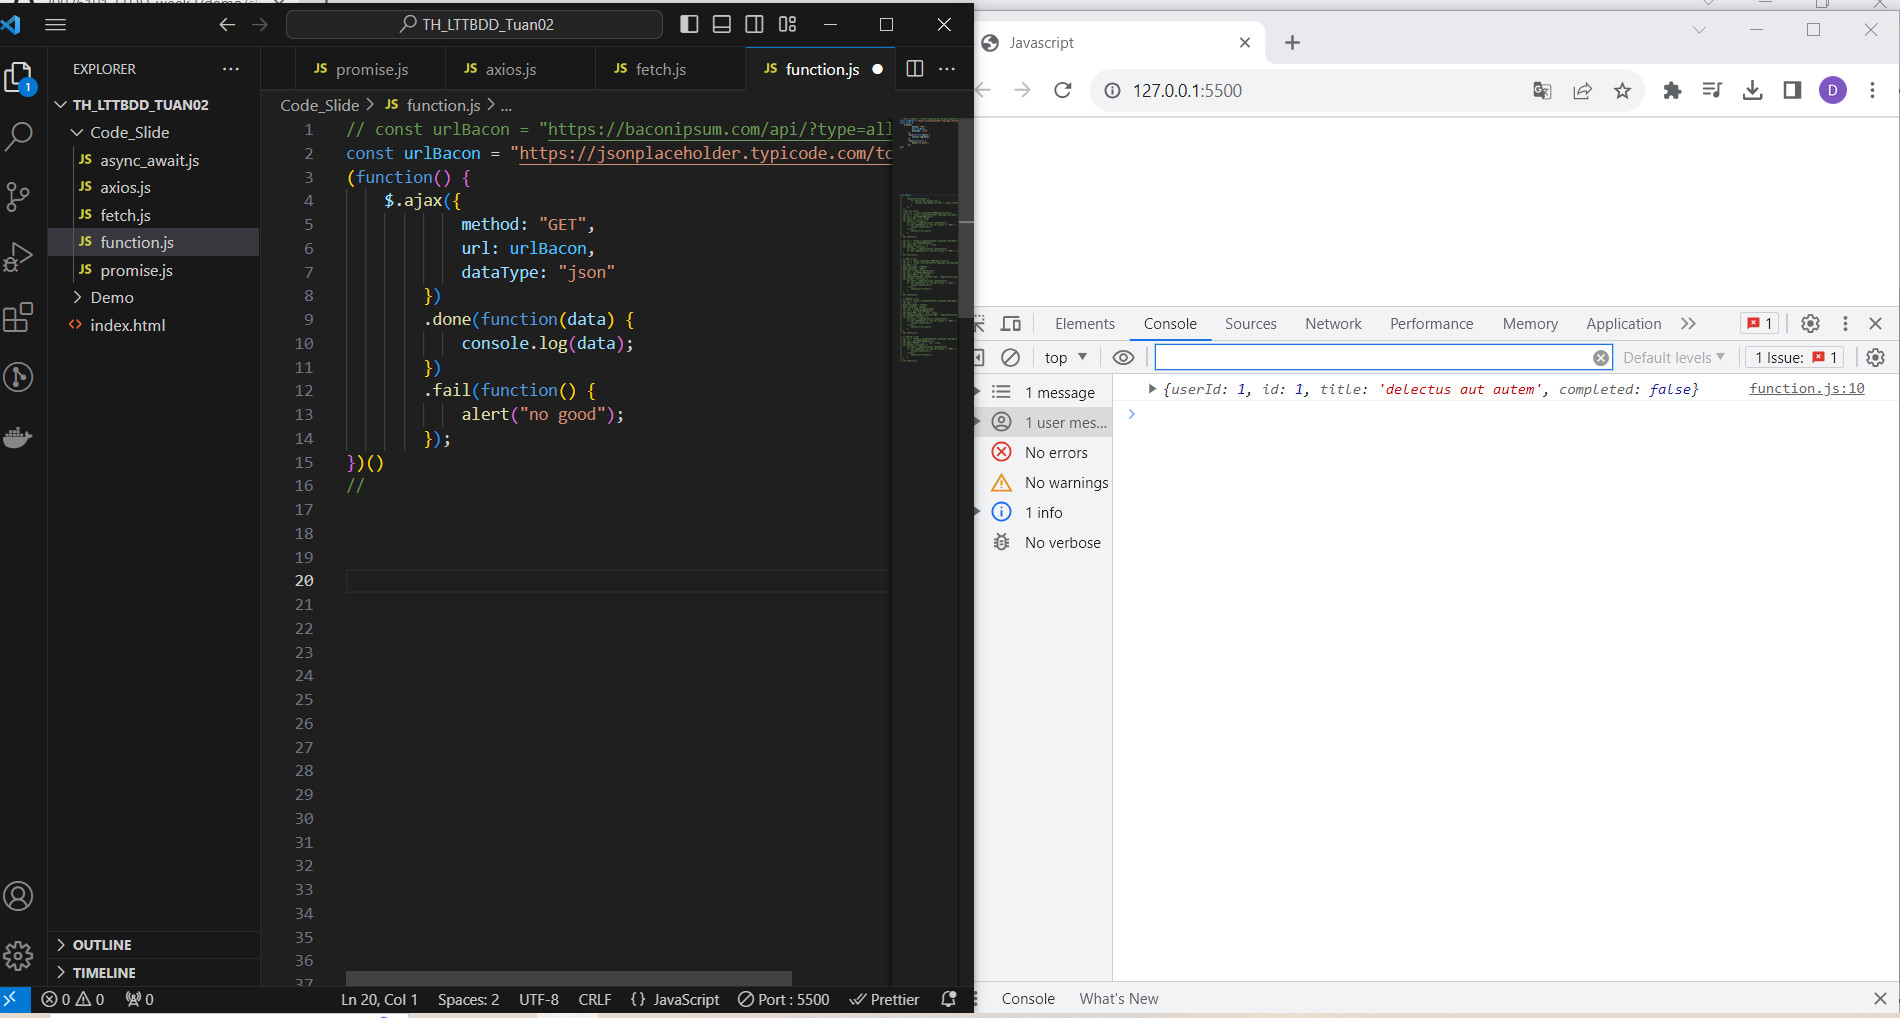 TH_LTTBDD_Tuan02
EXPLORER
1
TH_LTTBDD_TUAN02
Code_Slide
JS async_await.js
JS axios.js
JS fetch.js
JS function.js
JS promise.js
Demo
<> index.html
OUTLINE
TIMELINE
JS promise.js JS axios.js JS fetch.js JS function.js
Code_Slide > JS function.js > ...
1 // const urlBacon = "https://baconipsum.com/api/?type=all
2 const urlBacon = "https://jsonplaceholder.typicode.com/to
3 (function() {
4 $.ajax({
5 method: "GET",
6 url: urlBacon,
7 dataType: "json"
8 })
9 .done(function(data) {
10 console.log(data);
11 })
12 .fail(function() {
13 alert("no good");
14 });
15 })()
16 //
17
18
19
20
21
22
23
24
25
26
27
28
29
30
31
32
33
34
35
36
37
0 0 0 Ln 20, Col 1 Spaces: 2 UTF-8 CRLF {} JavaScript Port : 5500 Prettier
Javascript
127.0.0.1:5500
D
Elements Console Sources Network Performance Memory Application 1
top Default levels 1 Issue: 1
1 message
1 user mes...
No errors
No warnings
1 info
No verbose
{userId: 1, id: 1, title: 'delectus aut autem', completed: false} function.js:10
Console What's New